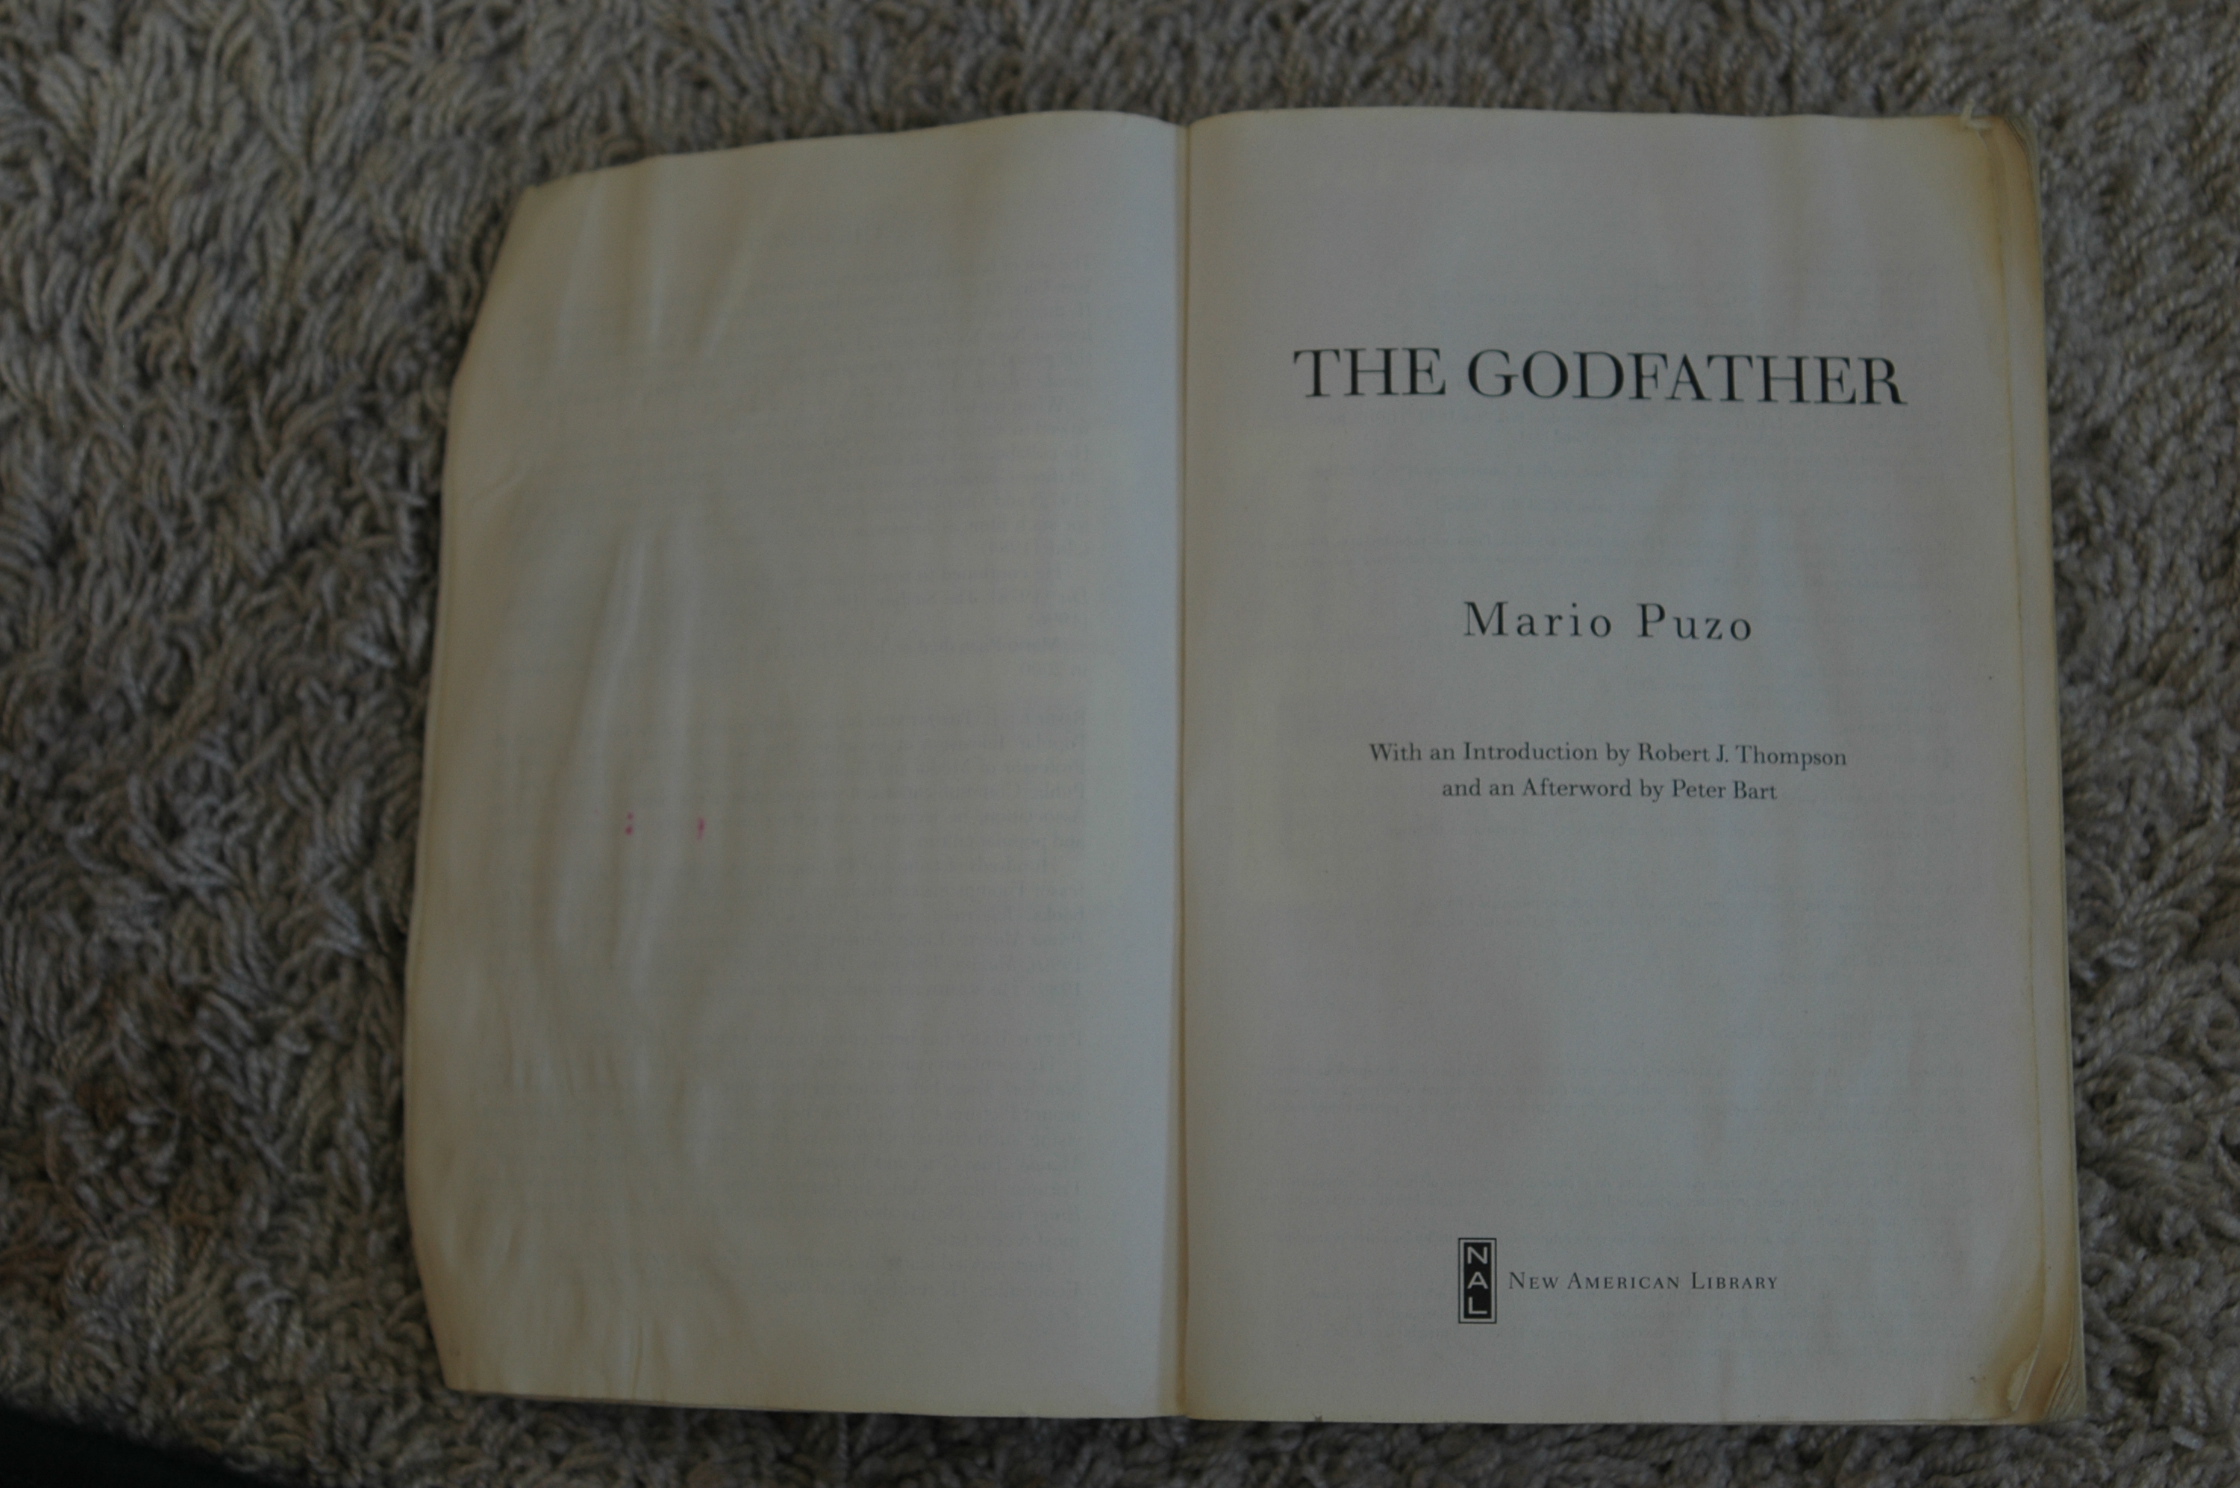 THE GODFATHER
Mario Puzo
With an Introduction by Robert J. Thompson
and an Afterword by Peter Bart
NAL
NEW AMERICAN LIBRARY